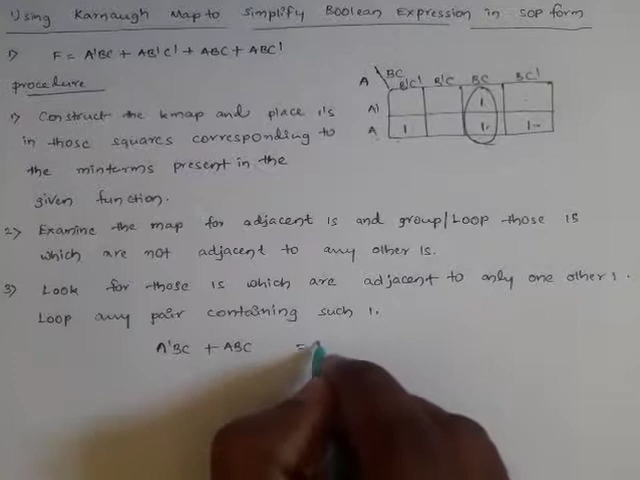 Using Karnaugh Map to Simplify Boolean Expression in SOP form
1) F = A'BC + AB'C' + ABC + ABC'
procedure
A \ BC B'C' B'C BC BC'
A' 1
A 1 1 1
1) Construct the kmap and place 1's
in those squares corresponding to
the minterms present in the
given function.
2) Examine the map for adjacent 1s and group/Loop those 1s
which are not adjacent to any other 1s.
3) Look for those 1s which are adjacent to only one other 1.
Loop any pair containing such 1.
A'BC + ABC =